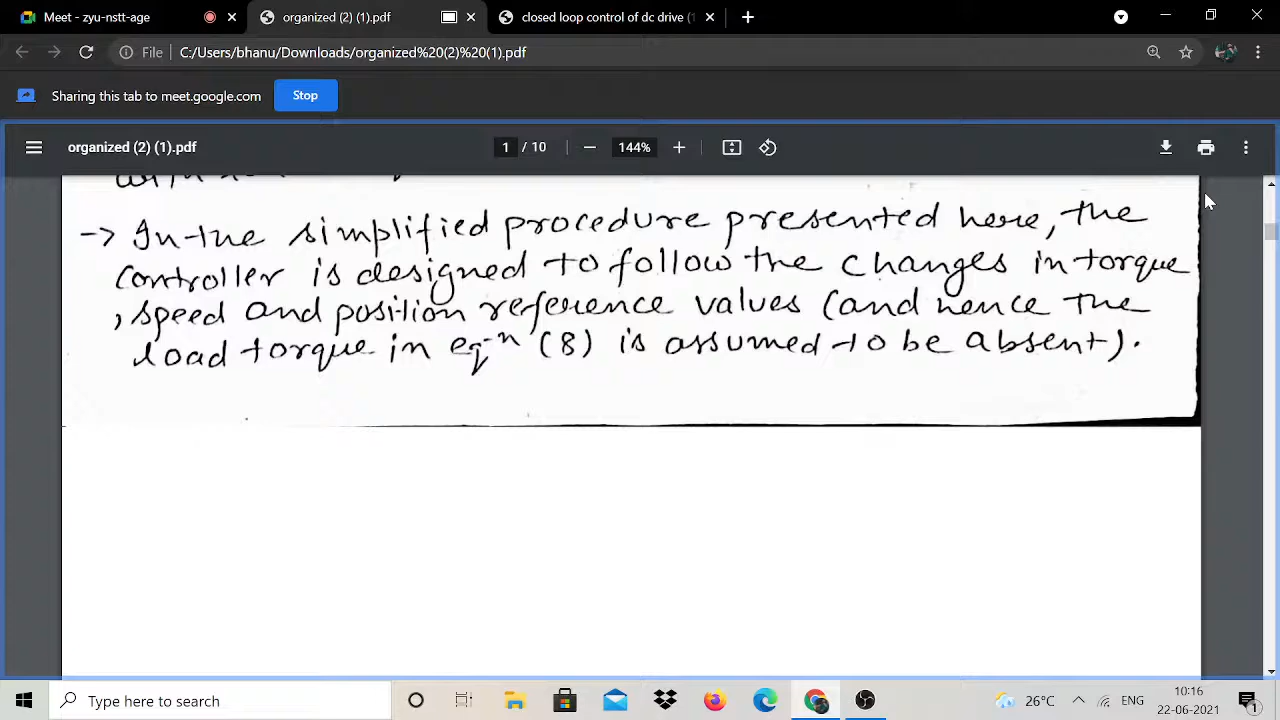 Meet - zyu-nstt-age
organized (2) (1).pdf
closed loop control of dc drive (1
File
C:/Users/bhanu/Downloads/organized%20(2)%20(1).pdf
Sharing this tab to meet.google.com
Stop
organized (2) (1).pdf
1 / 10
144%
-> In the simplified procedure presented here, the
controller is designed to follow the changes in torque
, speed and position reference values (and hence the
load torque in eq-n (8) is assumed to be absent).
Type here to search
26°C
ENG
10:16
22-06-2021
1